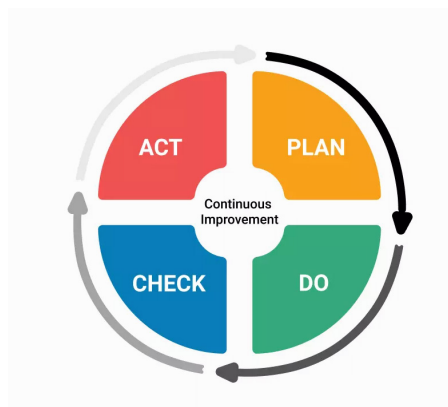 ACT
PLAN
Continuous
Improvement
CHECK
DO